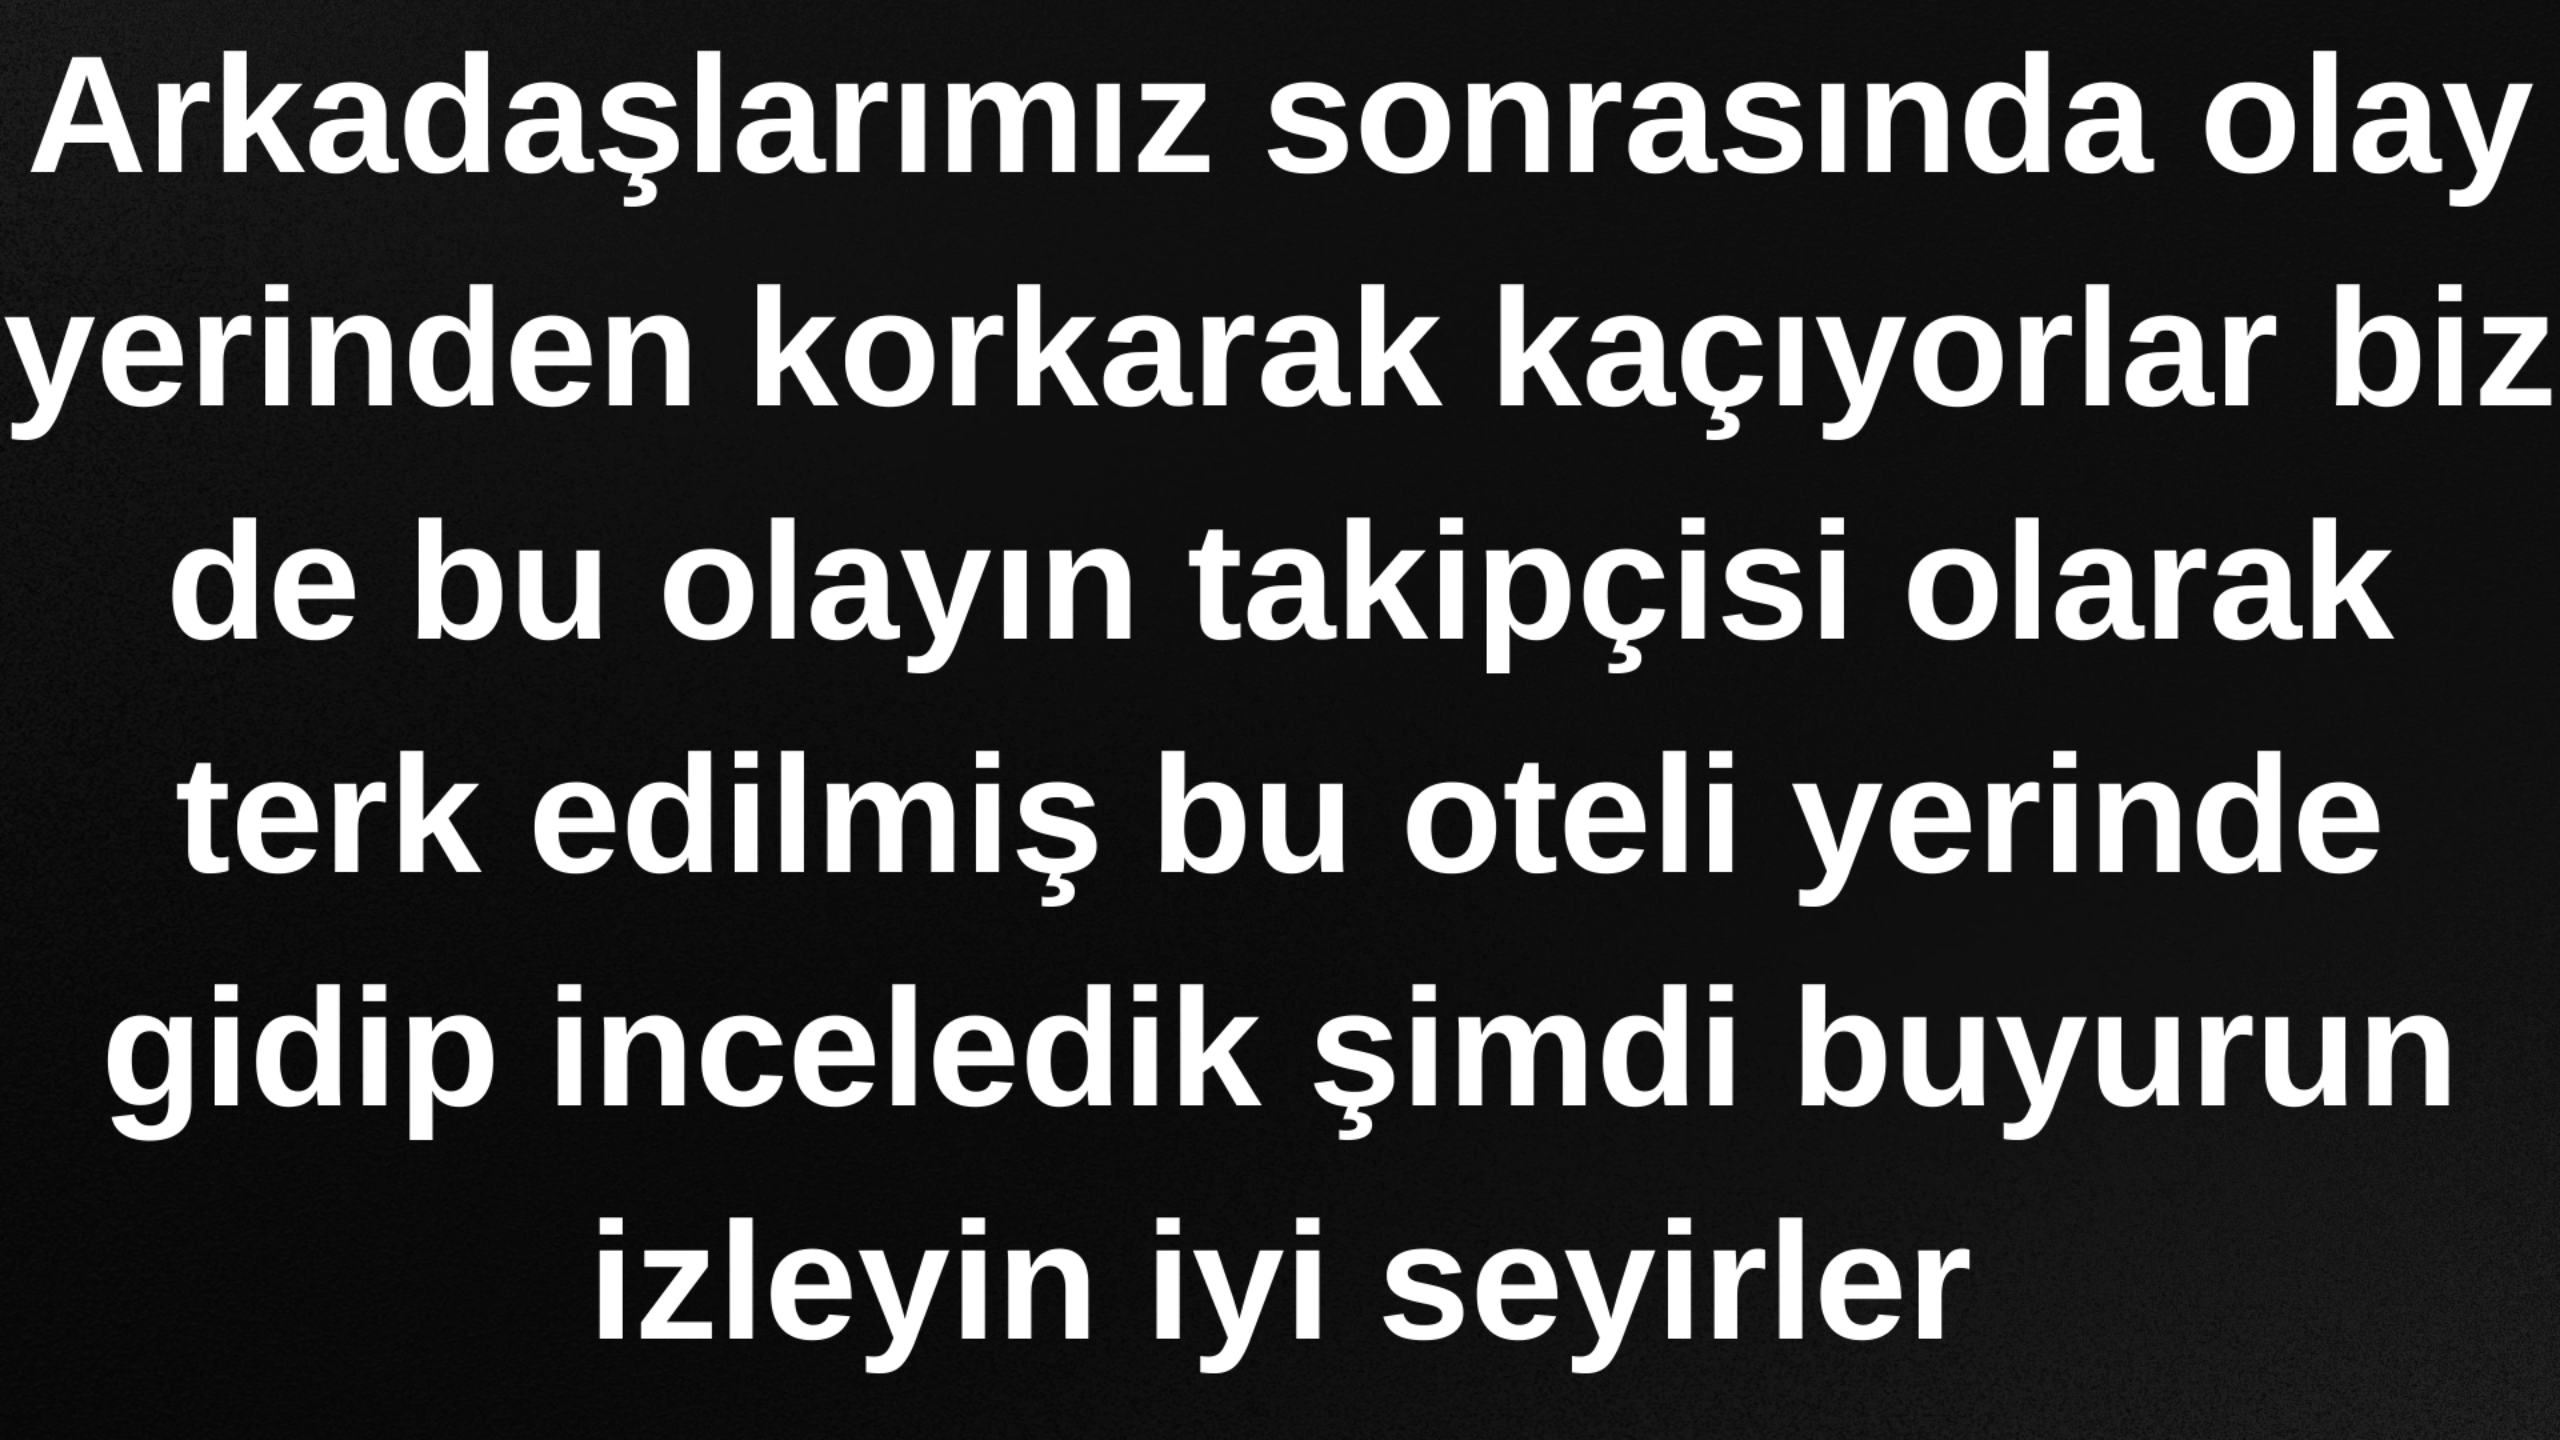 Arkadaşlarımız sonrasında olay
yerinden korkarak kaçıyorlar biz
de bu olayın takipçisi olarak
terk edilmiş bu oteli yerinde
gidip inceledik şimdi buyurun
izleyin iyi seyirler